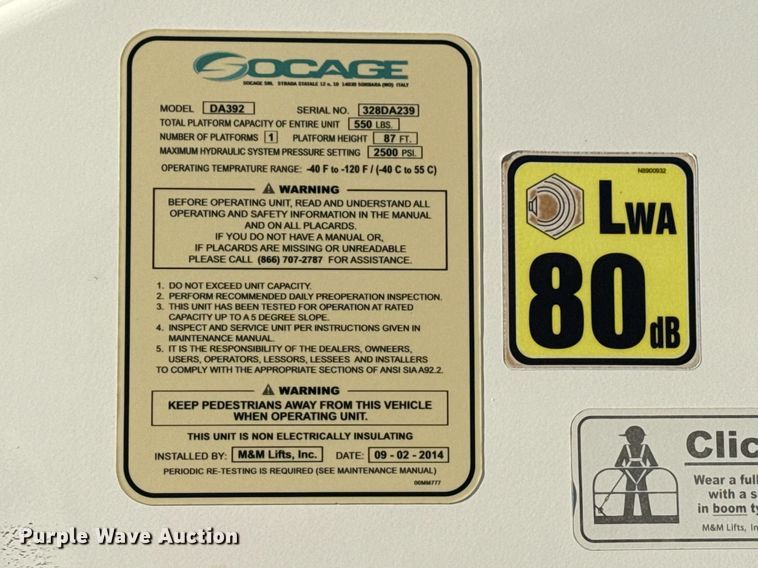 SOCAGE
SOCAGE SRL STRADA STATALE 12 n. 10 14030 SORBARA (MO) ITALY
MODEL DA392 SERIAL NO. 328DA239
TOTAL PLATFORM CAPACITY OF ENTIRE UNIT 550 LBS.
NUMBER OF PLATFORMS 1 PLATFORM HEIGHT 87 FT.
MAXIMUM HYDRAULIC SYSTEM PRESSURE SETTING 2500 PSI.
OPERATING TEMPRATURE RANGE: -40 F to -120 F / (-40 C to 55 C)
WARNING
BEFORE OPERATING UNIT, READ AND UNDERSTAND ALL
OPERATING AND SAFETY INFORMATION IN THE MANUAL
AND ON ALL PLACARDS.
IF YOU DO NOT HAVE A MANUAL OR,
IF PLACARDS ARE MISSING OR UNREADABLE
PLEASE CALL (866) 707-2787 FOR ASSISTANCE.
1. DO NOT EXCEED UNIT CAPACITY.
2. PERFORM RECOMMENDED DAILY PREOPERATION INSPECTION.
3. THIS UNIT HAS BEEN TESTED FOR OPERATION AT RATED
CAPACITY UP TO A 5 DEGREE SLOPE.
4. INSPECT AND SERVICE UNIT PER INSTRUCTIONS GIVEN IN
MAINTENANCE MANUAL.
5. IT IS THE RESPONSIBILITY OF THE DEALERS, OWNEERS,
USERS, OPERATORS, LESSORS, LESSEES AND INSTALLERS
TO COMPLY WITH THE APPROPRIATE SECTIONS OF ANSI SIA A92.2.
WARNING
KEEP PEDESTRIANS AWAY FROM THIS VEHICLE
WHEN OPERATING UNIT.
THIS UNIT IS NON ELECTRICALLY INSULATING
INSTALLED BY: M&M Lifts, Inc. DATE: 09 - 02 - 2014
PERIODIC RE-TESTING IS REQUIRED (SEE MAINTENANCE MANUAL)
00MM777
N8900932
LWA
80 dB
Clic
Wear a full
with a s
in boom ty
M&M Lifts, In
Purple Wave Auction